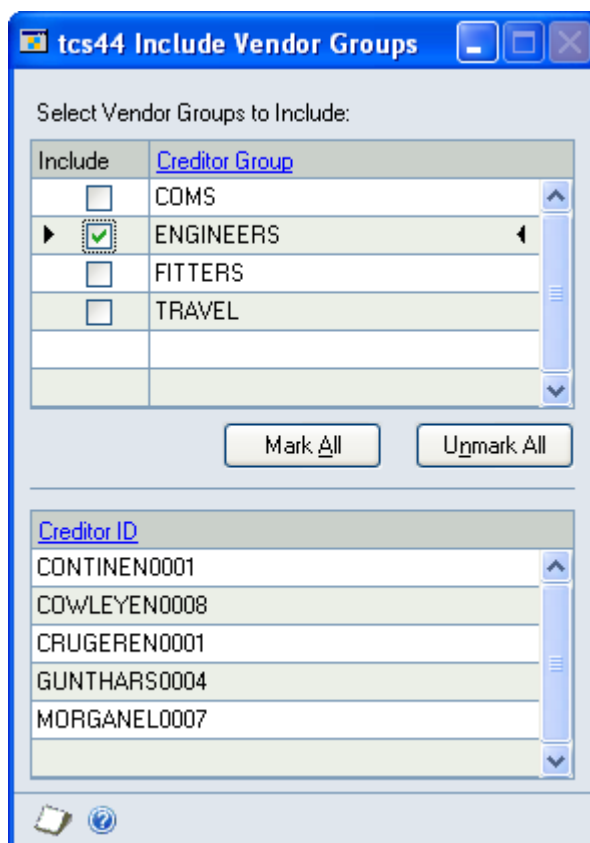 tcs44 Include Vendor Groups
Select Vendor Groups to Include:
Include Creditor Group
COMS
ENGINEERS
FITTERS
TRAVEL
Mark All Unmark All
Creditor ID
CONTINEN0001
COWLEYEN0008
CRUGEREN0001
GUNTHARS0004
MORGANEL0007